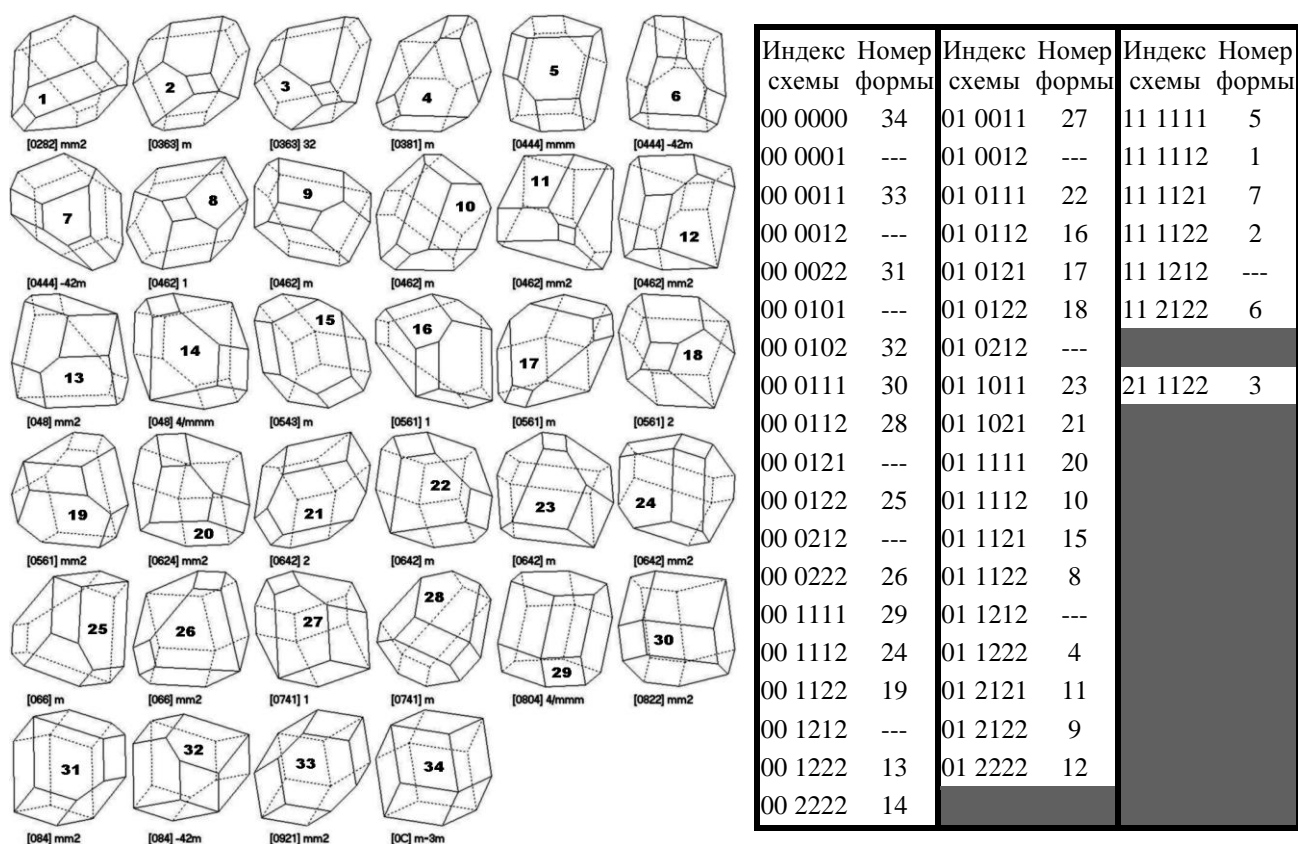 1 2 3 4 5 6
[0282] mm2 [0363] m [0363] 32 [0381] m [0444] mmm [0444] -42m
7 8 9 10 11 12
[0444] -42m [0462] 1 [0462] m [0462] m [0462] mm2 [0462] mm2
13 14 15 16 17 18
[048] mm2 [048] 4/mmm [0543] m [0561] 1 [0561] m [0561] 2
19 20 21 22 23 24
[0561] mm2 [0624] mm2 [0642] 2 [0642] m [0642] m [0642] mm2
25 26 27 28 29 30
[066] m [066] mm2 [0741] 1 [0741] m [0804] 4/mmm [0822] mm2
31 32 33 34
[084] mm2 [084] -42m [0921] mm2 [0C] m-3m
Индекс Номер Индекс Номер Индекс Номер
схемы формы схемы формы схемы формы
00 0000 34 01 0011 27 11 1111 5
00 0001 --- 01 0012 --- 11 1112 1
00 0011 33 01 0111 22 11 1121 7
00 0012 --- 01 0112 16 11 1122 2
00 0022 31 01 0121 17 11 1212 ---
00 0101 --- 01 0122 18 11 2122 6
00 0102 32 01 0212 ---
00 0111 30 01 1011 23 21 1122 3
00 0112 28 01 1021 21
00 0121 --- 01 1111 20
00 0122 25 01 1112 10
00 0212 --- 01 1121 15
00 0222 26 01 1122 8
00 1111 29 01 1212 ---
00 1112 24 01 1222 4
00 1122 19 01 2121 11
00 1212 --- 01 2122 9
00 1222 13 01 2222 12
00 2222 14